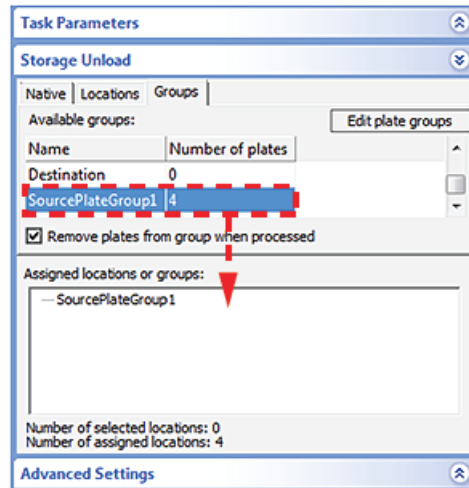 Task Parameters
Storage Unload
Native Locations Groups
Available groups: Edit plate groups
Name Number of plates
Destination 0
SourcePlateGroup1 4
Remove plates from group when processed
Assigned locations or groups:
SourcePlateGroup1
Number of selected locations: 0
Number of assigned locations: 4
Advanced Settings